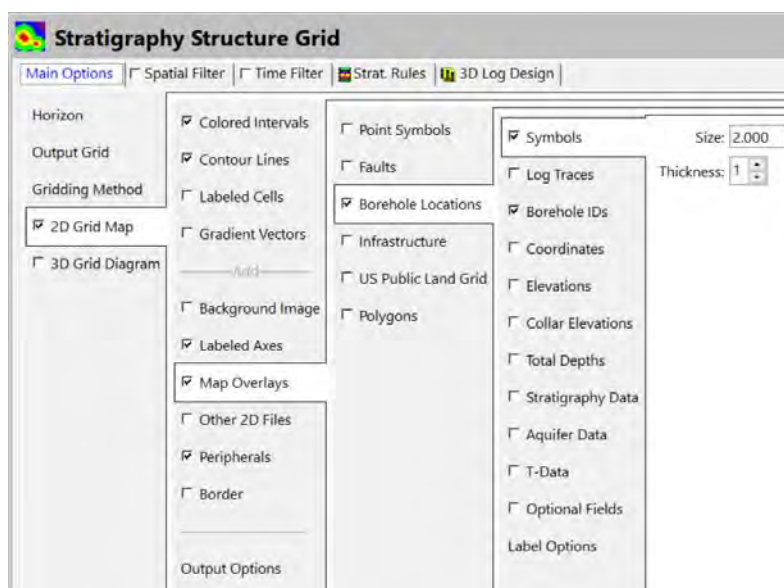 Stratigraphy Structure Grid
Main Options
Spatial Filter
Time Filter
Strat. Rules
3D Log Design
Horizon
Output Grid
Gridding Method
2D Grid Map
3D Grid Diagram
Colored Intervals
Contour Lines
Labeled Cells
Gradient Vectors
Add
Background Image
Labeled Axes
Map Overlays
Other 2D Files
Peripherals
Border
Output Options
Point Symbols
Faults
Borehole Locations
Infrastructure
US Public Land Grid
Polygons
Symbols
Log Traces
Borehole IDs
Coordinates
Elevations
Collar Elevations
Total Depths
Stratigraphy Data
Aquifer Data
T-Data
Optional Fields
Label Options
Size: 2.000
Thickness: 1